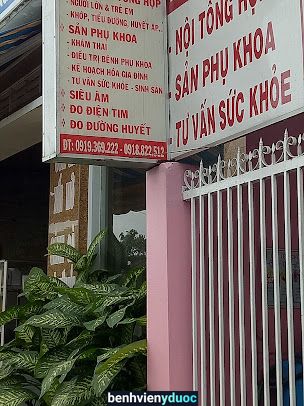 NGƯỜI LỚN & TRẺ EM
- KHỚP, TIỂU ĐƯỜNG, HUYẾT ÁP,..
* SẢN PHỤ KHOA
- KHÁM THAI
- ĐIỀU TRỊ BỆNH PHỤ KHOA
- KẾ HOẠCH HÓA GIA ĐÌNH
- TƯ VẤN SỨC KHỎE - SINH SẢN
* SIÊU ÂM
* ĐO ĐIỆN TIM
* ĐO ĐƯỜNG HUYẾT
ĐT: 0919.369.222 - 0918.822.512
- NỘI TỔNG HỢP
- SẢN PHỤ KHOA
- TƯ VẤN SỨC KHỎE
benhvienyduoc